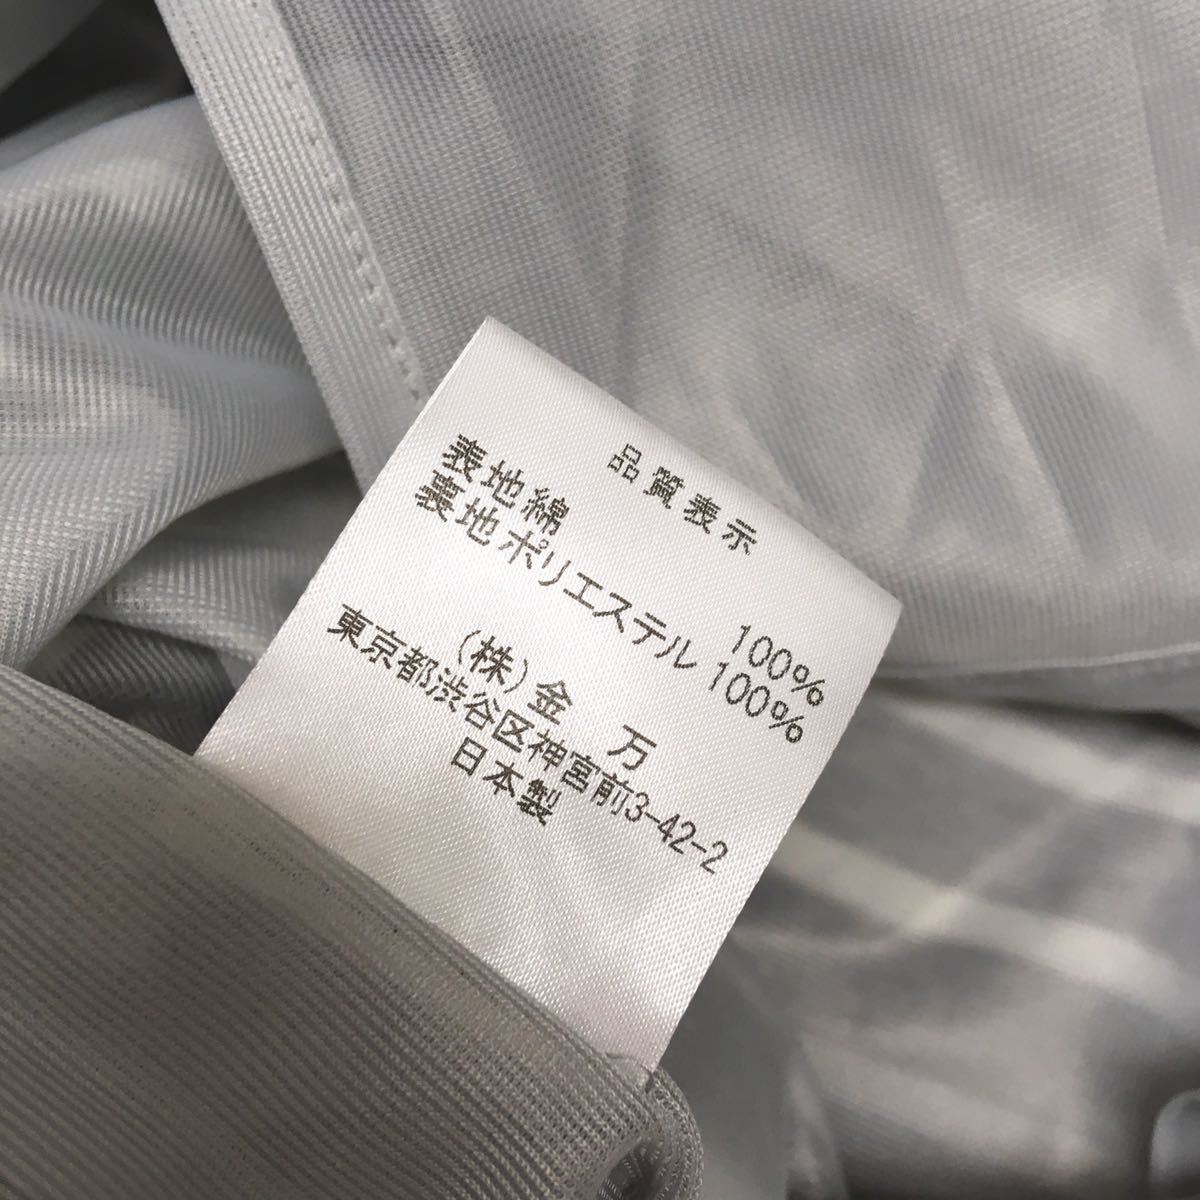 品質表示
表地綿 100%
裏地ポリエステル 100%
(株)金 万
東京都渋谷区神宮前3-42-2
日本製